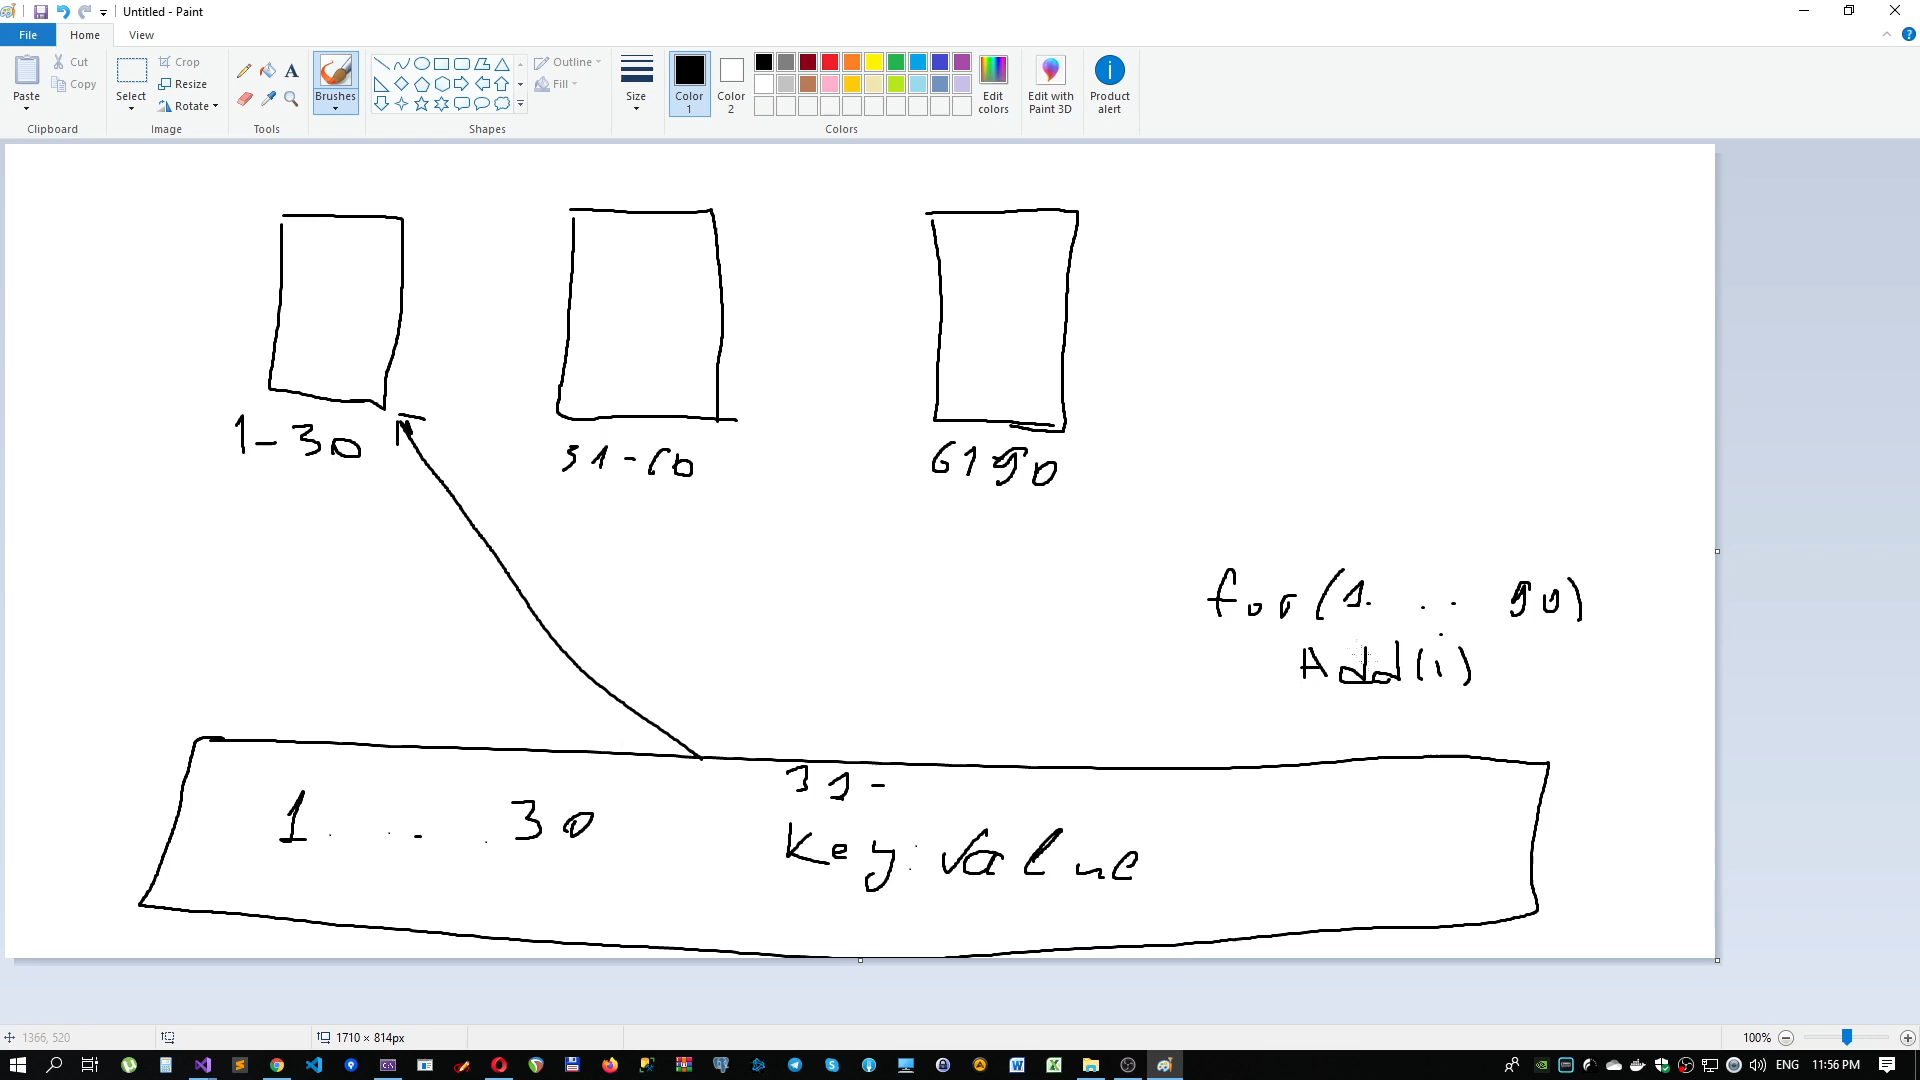 Untitled - Paint
File Home View
Paste Cut Copy
Clipboard
Select Crop Resize Rotate
Image
Tools
Brushes
Outline Fill
Shapes
Size
Color 1 Color 2
Edit colors
Colors
Edit with Paint 3D
Product alert
1-30
31-60
61 90
for(1. .. 90)
Add(i)
31-
1 . . . . 30
Key: Value
1366, 520
1710 × 814px
100%
ENG 11:56 PM